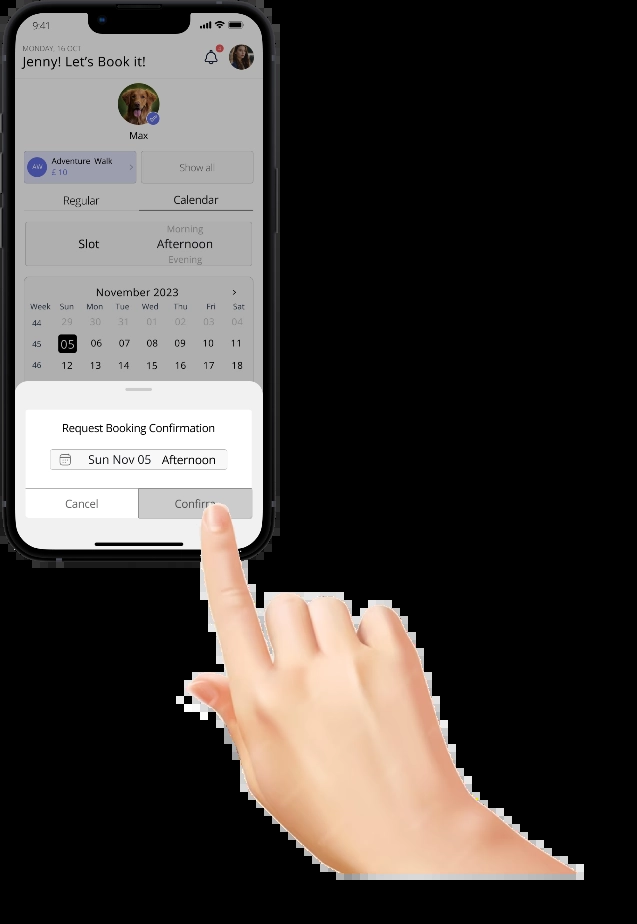 9:41
MONDAY, 16 OCT
Jenny! Let's Book it!
Max
AW Adventure Walk
£ 10
Show all
Regular Calendar
Morning
Slot Afternoon
Evening
November 2023
Week Sun Mon Tue Wed Thu Fri Sat
44 29 30 31 01 02 03 04
45 05 06 07 08 09 10 11
46 12 13 14 15 16 17 18
Request Booking Confirmation
Sun Nov 05 Afternoon
Cancel Confirm